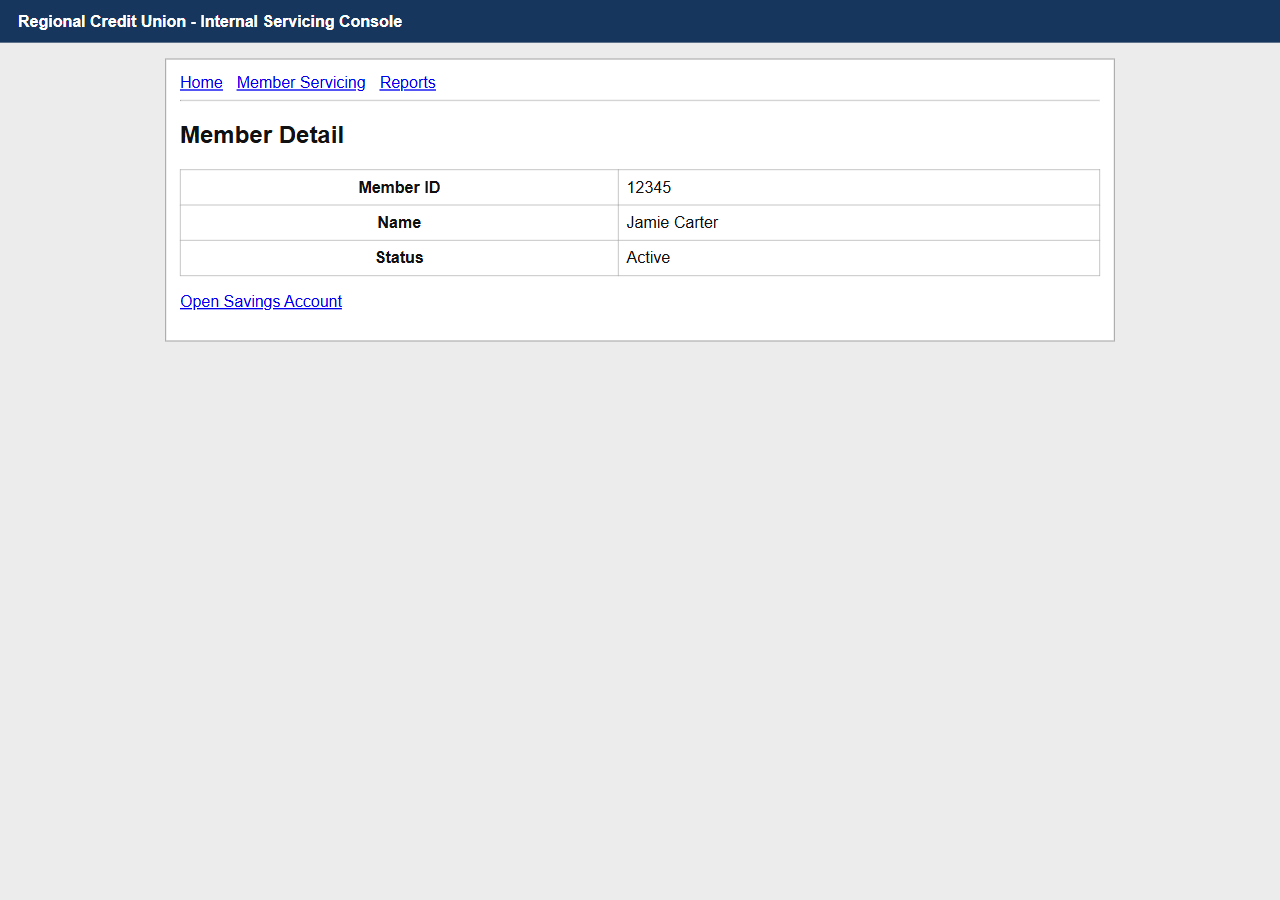 Regional Credit Union - Internal Servicing Console
Home Member Servicing Reports
Member Detail
Member ID 12345
Name Jamie Carter
Status Active
Open Savings Account